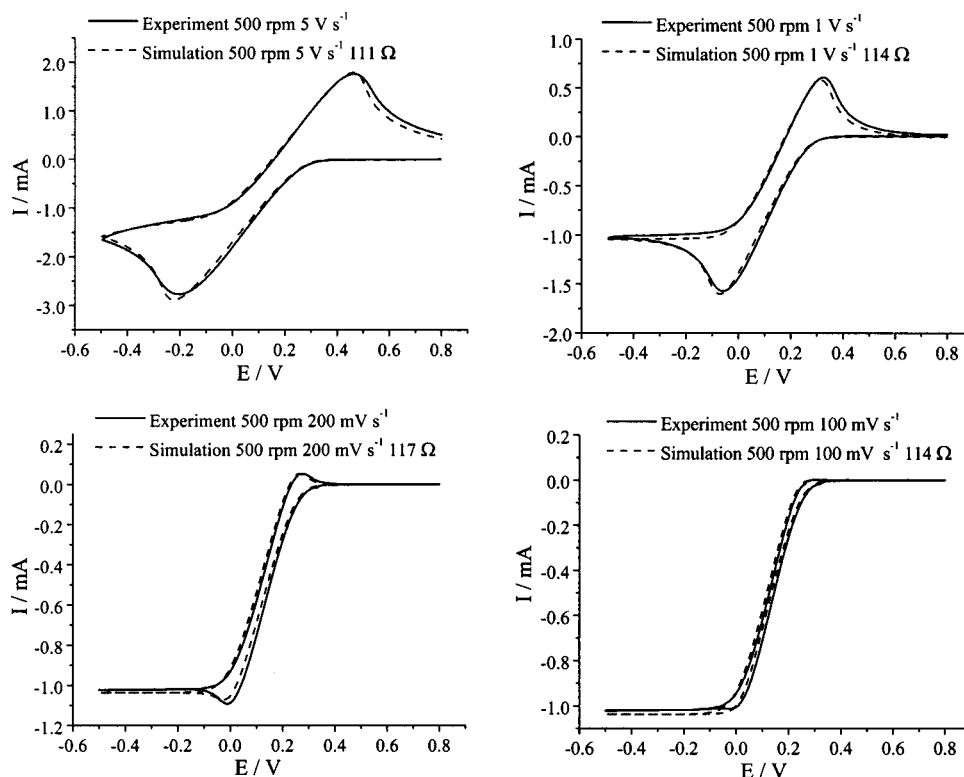 Experiment 500 rpm 5 V s⁻¹
Simulation 500 rpm 5 V s⁻¹ 111 Ω
2.0
1.0
0.0
-1.0
-2.0
-3.0
I / mA
-0.6 -0.4 -0.2 0.0 0.2 0.4 0.6 0.8
E / V
Experiment 500 rpm 1 V s⁻¹
Simulation 500 rpm 1 V s⁻¹ 114 Ω
1.0
0.5
0.0
-0.5
-1.0
-1.5
-2.0
I / mA
-0.6 -0.4 -0.2 0.0 0.2 0.4 0.6 0.8
E / V
Experiment 500 rpm 200 mV s⁻¹
Simulation 500 rpm 200 mV s⁻¹ 117 Ω
0.2
0.0
-0.2
-0.4
-0.6
-0.8
-1.0
-1.2
I / mA
-0.6 -0.4 -0.2 0.0 0.2 0.4 0.6 0.8
E / V
Experiment 500 rpm 100 mV s⁻¹
Simulation 500 rpm 100 mV s⁻¹ 114 Ω
0.2
0.0
-0.2
-0.4
-0.6
-0.8
-1.0
I / mA
-0.6 -0.4 -0.2 0.0 0.2 0.4 0.6 0.8
E / V